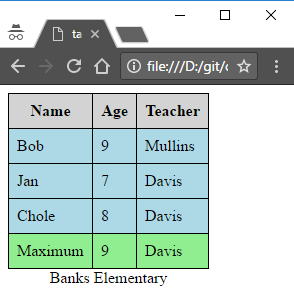 ta
file:///D:/git/c
Name Age Teacher
Bob 9 Mullins
Jan 7 Davis
Chole 8 Davis
Maximum 9 Davis
Banks Elementary